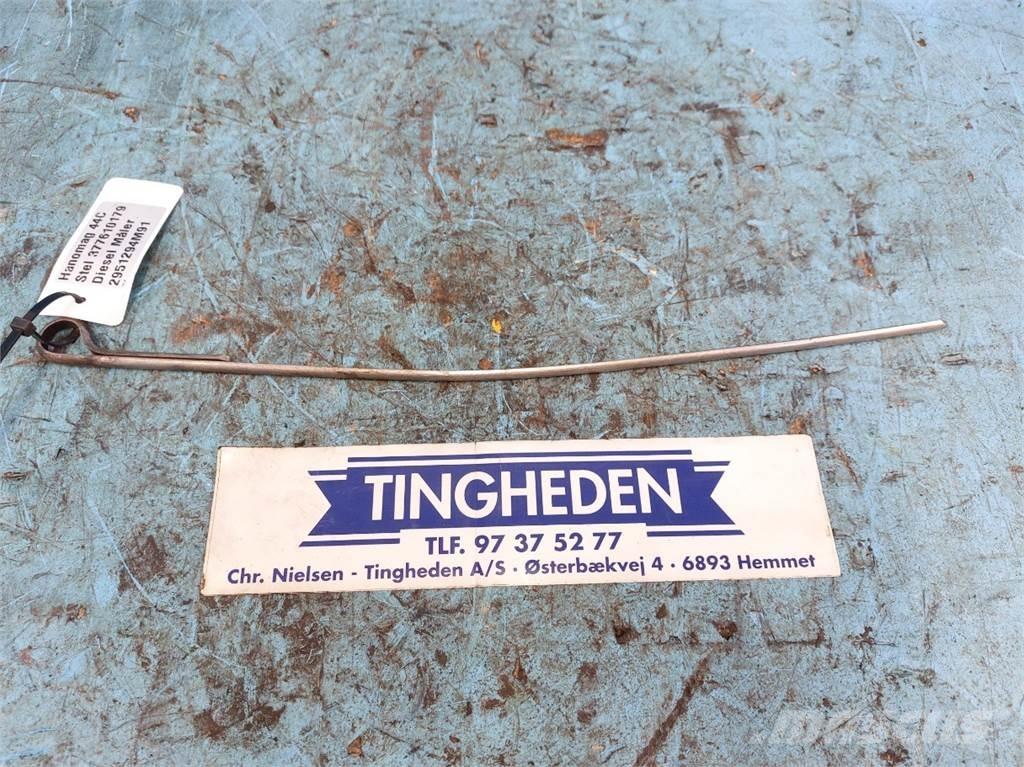 Hanomag 44C
Stel 377610179
Diesel Måler
2951294M91
TINGHEDEN
TLF. 97 37 52 77
Chr. Nielsen - Tingheden A/S · Østerbækvej 4 · 6893 Hemmet
MASCUS